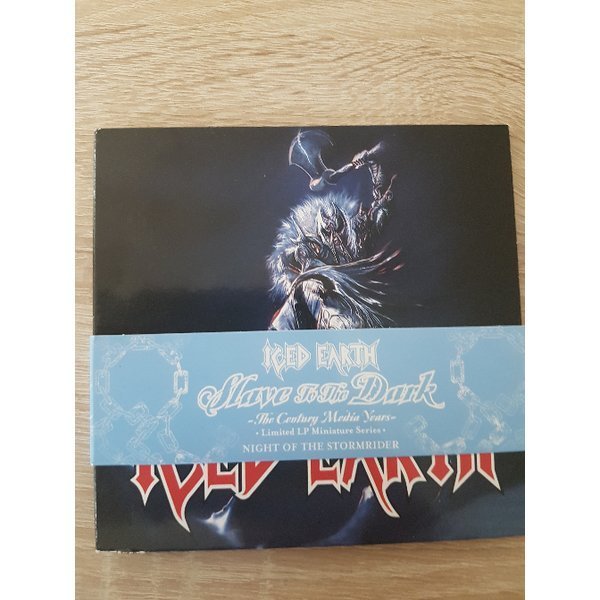 ICED EARTH
Slave To The Dark
~The Century Media Years~
• Limited LP Miniature Series •
NIGHT OF THE STORMRIDER
ICED EARTH